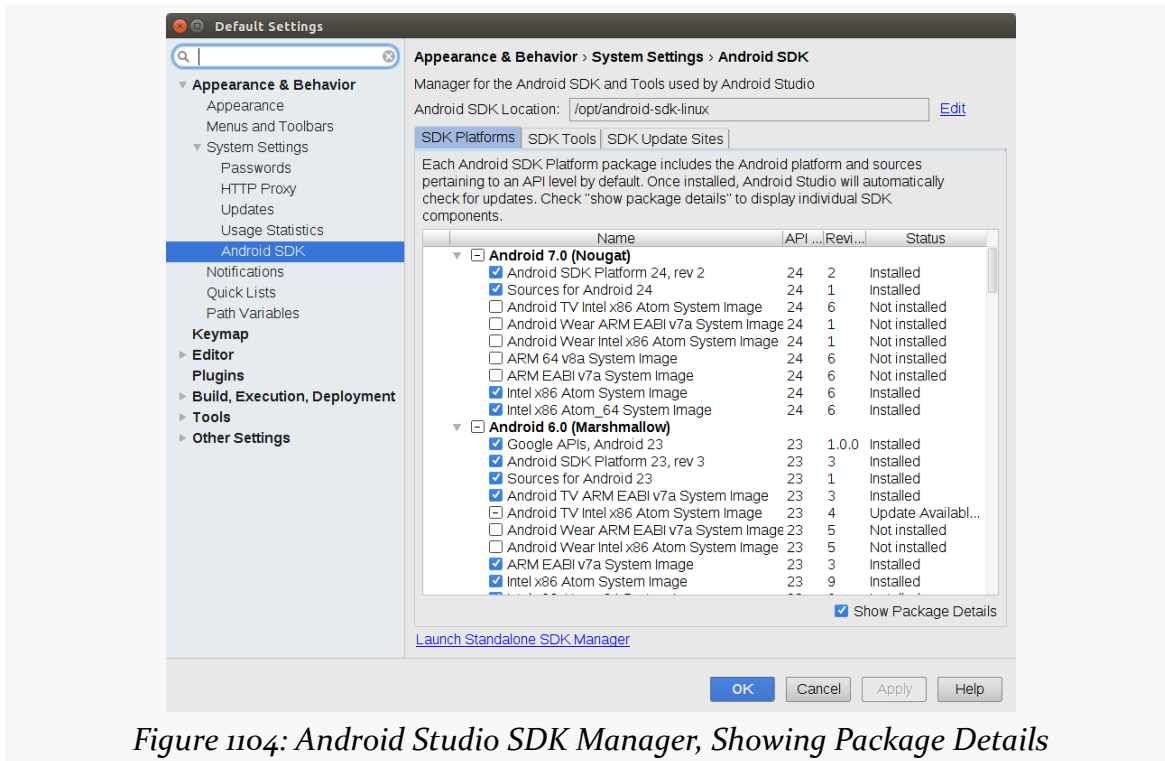 Default Settings
Appearance & Behavior
Appearance
Menus and Toolbars
System Settings
Passwords
HTTP Proxy
Updates
Usage Statistics
Android SDK
Notifications
Quick Lists
Path Variables
Keymap
Editor
Plugins
Build, Execution, Deployment
Tools
Other Settings
Appearance & Behavior › System Settings › Android SDK
Manager for the Android SDK and Tools used by Android Studio
Android SDK Location: /opt/android-sdk-linux Edit
SDK Platforms SDK Tools SDK Update Sites
Each Android SDK Platform package includes the Android platform and sources
pertaining to an API level by default. Once installed, Android Studio will automatically
check for updates. Check "show package details" to display individual SDK
components.
Name API ... Revi... Status
Android 7.0 (Nougat)
Android SDK Platform 24, rev 2 24 2 Installed
Sources for Android 24 24 1 Installed
Android TV Intel x86 Atom System Image 24 6 Not installed
Android Wear ARM EABI v7a System Image 24 1 Not installed
Android Wear Intel x86 Atom System Image 24 1 Not installed
ARM 64 v8a System Image 24 6 Not installed
ARM EABI v7a System Image 24 6 Not installed
Intel x86 Atom System Image 24 6 Installed
Intel x86 Atom_64 System Image 24 6 Installed
Android 6.0 (Marshmallow)
Google APIs, Android 23 23 1.0.0 Installed
Android SDK Platform 23, rev 3 23 3 Installed
Sources for Android 23 23 1 Installed
Android TV ARM EABI v7a System Image 23 3 Installed
Android TV Intel x86 Atom System Image 23 4 Update Availabl...
Android Wear ARM EABI v7a System Image 23 5 Not installed
Android Wear Intel x86 Atom System Image 23 5 Not installed
ARM EABI v7a System Image 23 3 Installed
Intel x86 Atom System Image 23 9 Installed
Show Package Details
Launch Standalone SDK Manager
OK Cancel Apply Help
Figure 1104: Android Studio SDK Manager, Showing Package Details